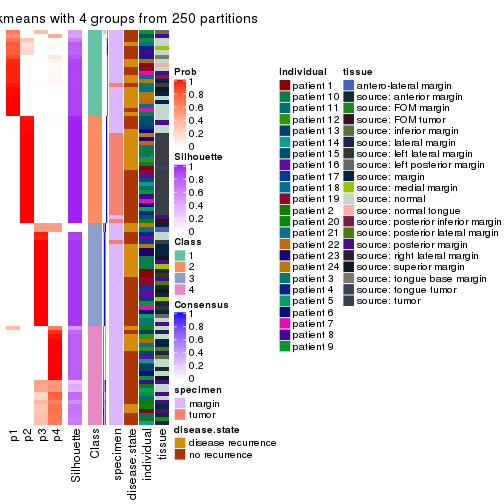 kmeans with 4 groups from 250 partitions
Prob
1
0.8
0.6
0.4
0.2
0
Silhouette
1
0.8
0.6
0.4
0.2
0
Class
1
2
3
4
Consensus
1
0.8
0.6
0.4
0.2
0
specimen
margin
tumor
disease.state
disease recurrence
no recurrence
individual
patient 1
patient 10
patient 11
patient 12
patient 13
patient 14
patient 15
patient 16
patient 17
patient 18
patient 19
patient 2
patient 20
patient 21
patient 22
patient 23
patient 24
patient 3
patient 4
patient 5
patient 6
patient 7
patient 8
patient 9
tissue
antero-lateral margin
source: anterior margin
source: FOM margin
source: FOM tumor
source: inferior margin
source: lateral margin
source: left lateral margin
source: left posterior margin
source: margin
source: medial margin
source: normal
source: normal tongue
source: posterior inferior margin
source: posterior lateral margin
source: posterior margin
source: right lateral margin
source: superior margin
source: tongue base margin
source: tongue tumor
source: tumor
p1
p2
p3
p4
Silhouette
Class
specimen
disease.state
individual
tissue